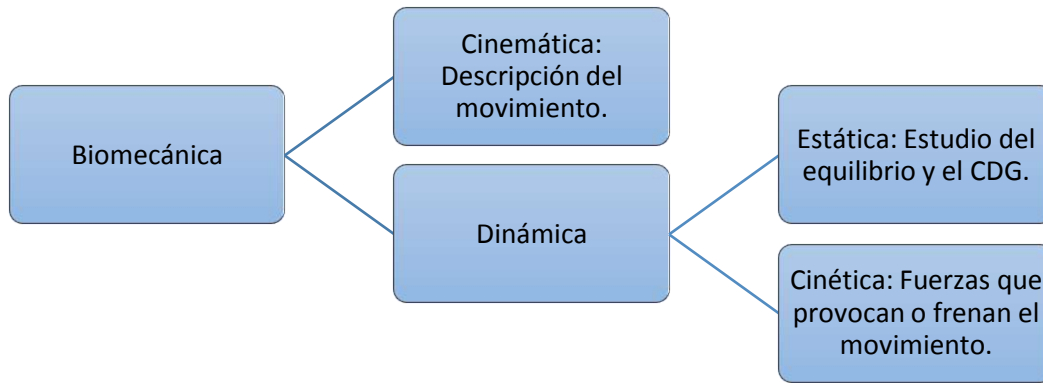 Biomecánica
Cinemática:
Descripción del
movimiento.
Dinámica
Estática: Estudio del
equilibrio y el CDG.
Cinética: Fuerzas que
provocan o frenan el
movimiento.